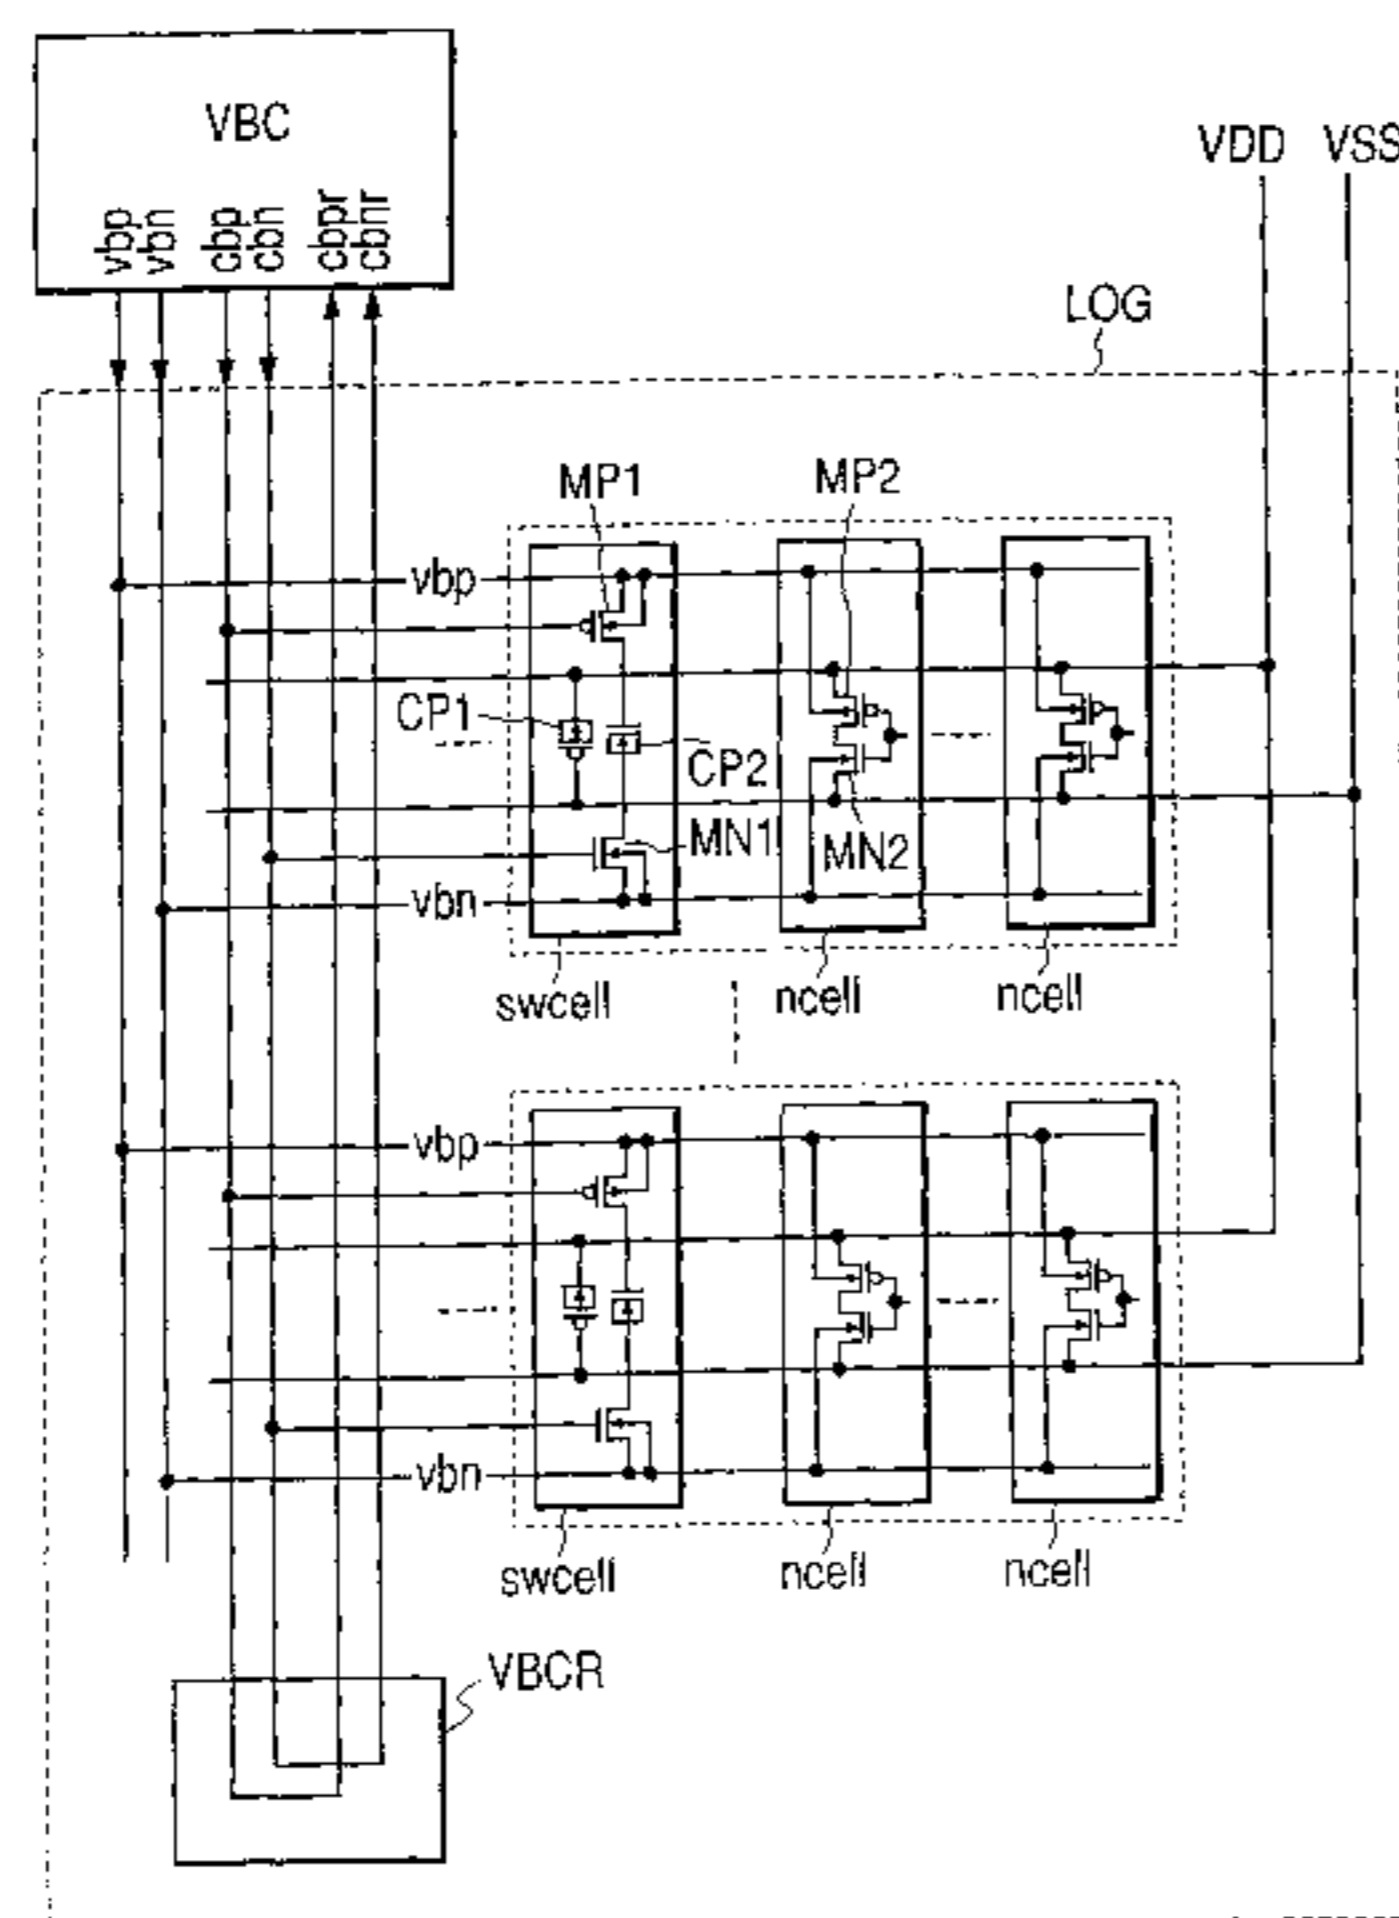 VBC
vbp
vbn
cbp
cbn
cbpr
cbnr
VDD VSS
LOG
MP1 MP2
vbp
CP1
CP2
MN1 MN2
vbn
swcell ncell ncell
vbp
vbn
swcell ncell ncell
VBCR